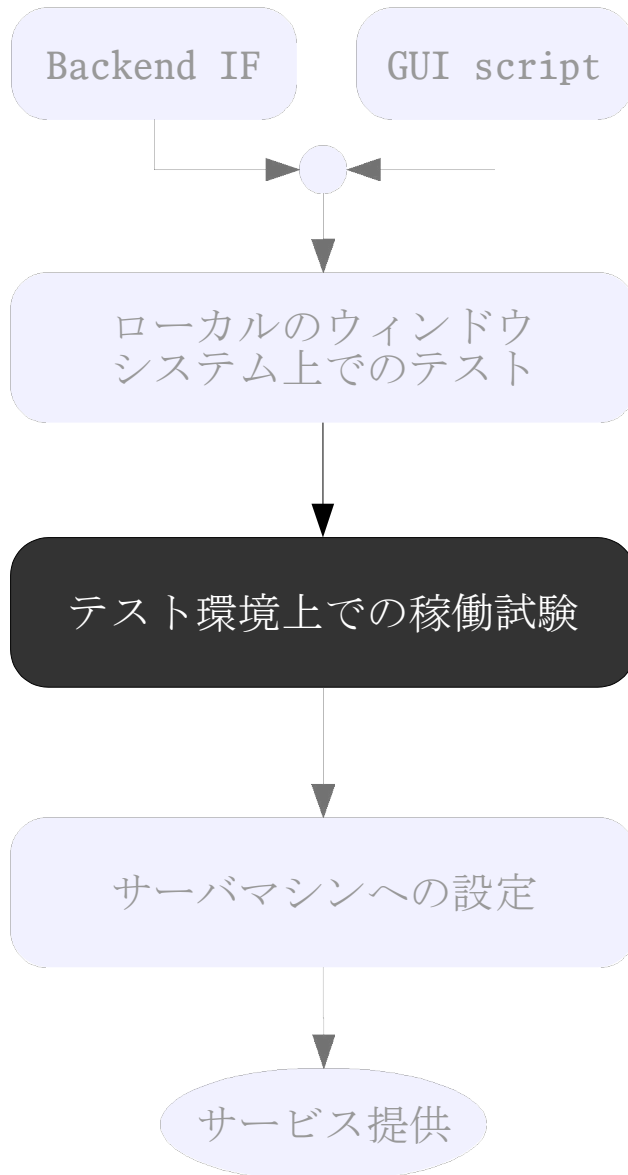 Backend IF
GUI script
ローカルのウィンドウ
システム上でのテスト
テスト環境上での稼働試験
サーバマシンへの設定
サービス提供